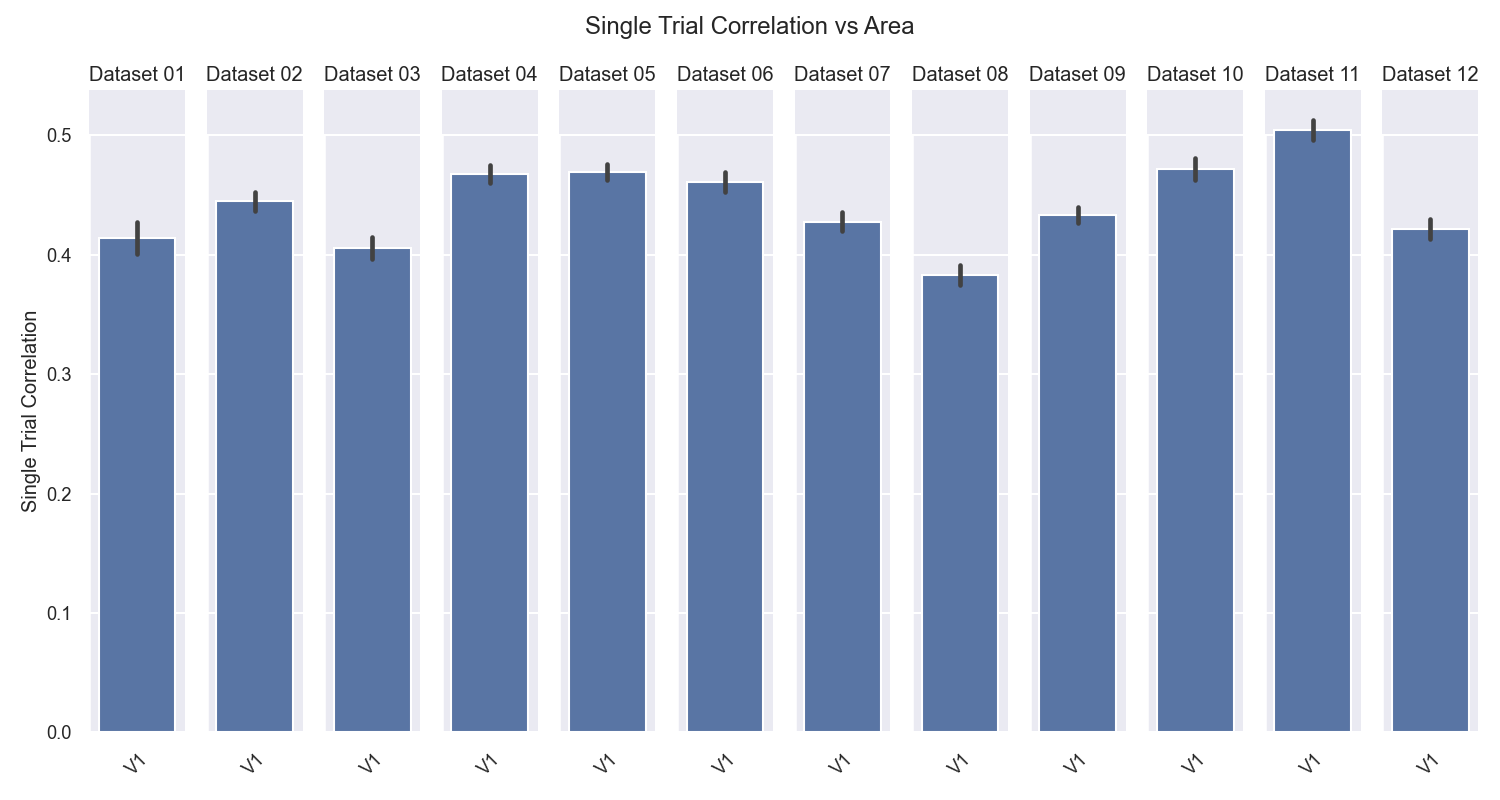 Single Trial Correlation vs Area
Dataset 01 Dataset 02 Dataset 03 Dataset 04 Dataset 05 Dataset 06 Dataset 07 Dataset 08 Dataset 09 Dataset 10 Dataset 11 Dataset 12
Single Trial Correlation
0.5
0.4
0.3
0.2
0.1
0.0
V1 V1 V1 V1 V1 V1 V1 V1 V1 V1 V1 V1